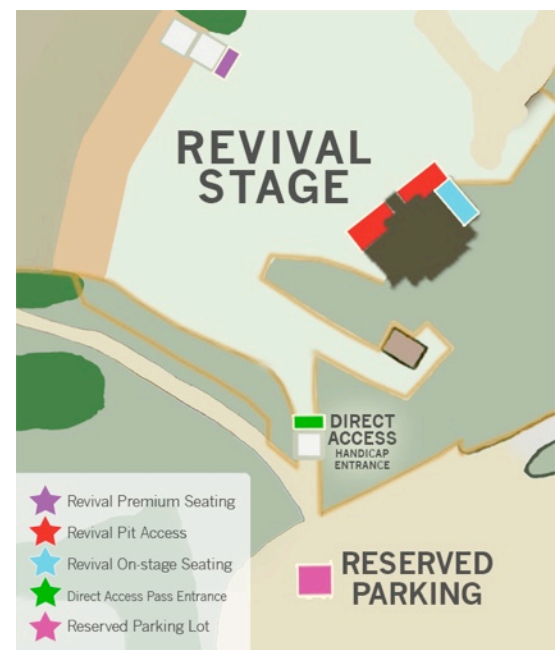 REVIVAL
STAGE
DIRECT
ACCESS
HANDICAP
ENTRANCE
Revival Premium Seating
Revival Pit Access
Revival On-stage Seating
Direct Access Pass Entrance
Reserved Parking Lot
RESERVED
PARKING